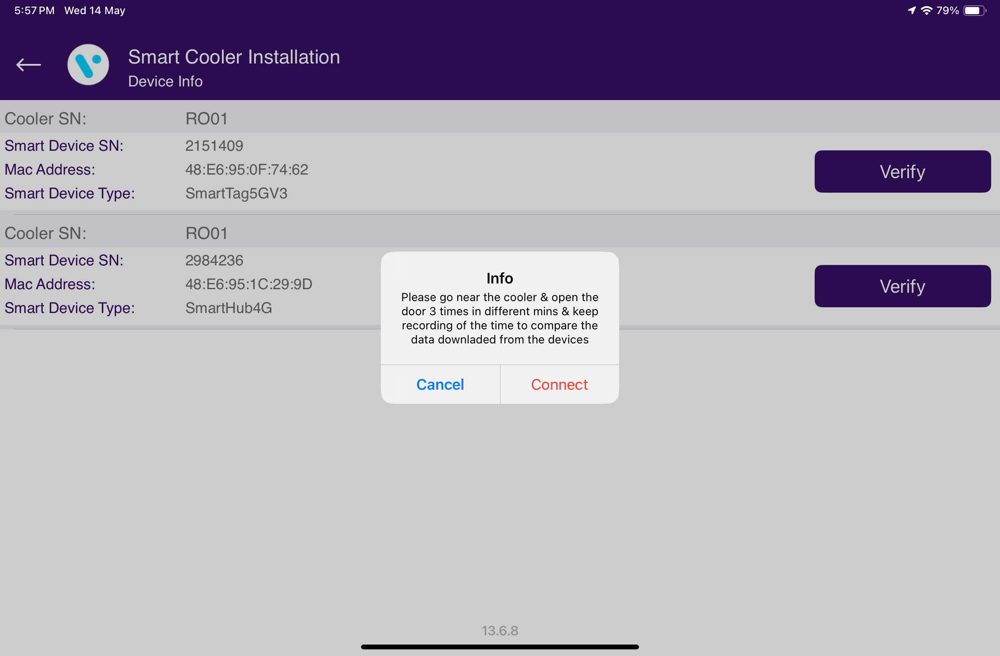 5:57 PM Wed 14 May 79%
Smart Cooler Installation
Device Info
Cooler SN: RO01
Smart Device SN: 2151409
Mac Address: 48:E6:95:0F:74:62
Smart Device Type: SmartTag5GV3
Verify
Cooler SN: RO01
Smart Device SN: 2984236
Mac Address: 48:E6:95:1C:29:9D
Smart Device Type: SmartHub4G
Verify
Info
Please go near the cooler & open the
door 3 times in different mins & keep
recording of the time to compare the
data downladed from the devices
Cancel Connect
13.6.8